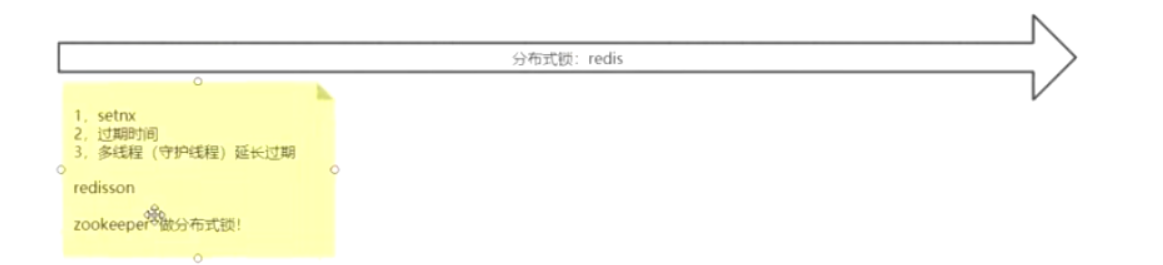 分布式锁：redis
1，setnx
2，过期时间
3，多线程（守护线程）延长过期
redisson
zookeeper 做分布式锁！